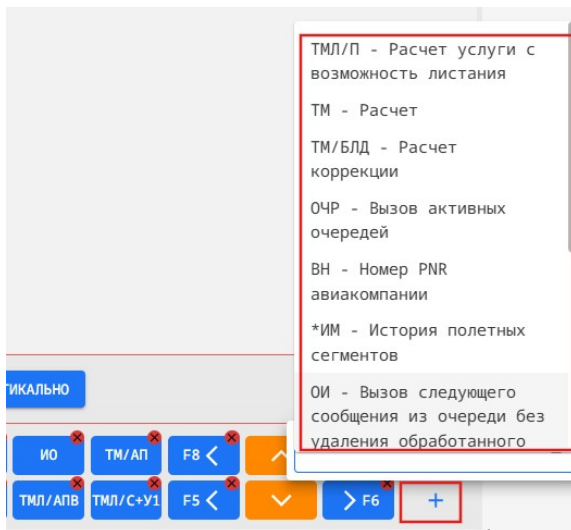 ТМЛ/П - Расчет услуги с
возможность листания
ТМ - Расчет
ТМ/БЛД - Расчет
коррекции
ОЧР - Вызов активных
очередей
ВН - Номер PNR
авиакомпании
*ИМ - История полетных
сегментов
ОИ - Вызов следующего
сообщения из очереди без
удаления обработанного
ТИКАЛЬНО
ИО ТМ/АП F8
ТМЛ/АПВ ТМЛ/С+У1 F5 F6 +